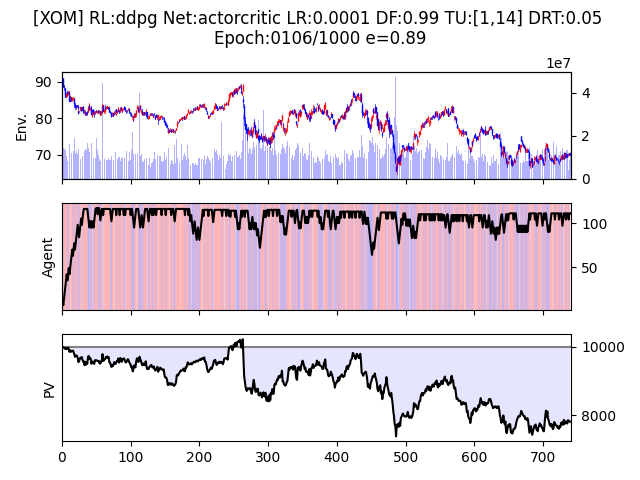 [XOM] RL:ddpg Net:actorcritic LR:0.0001 DF:0.99 TU:[1,14] DRT:0.05
Epoch:0106/1000 e=0.89
1e7
Env.
90
80
70
4
2
0
Agent
100
50
PV
10000
8000
0 100 200 300 400 500 600 700